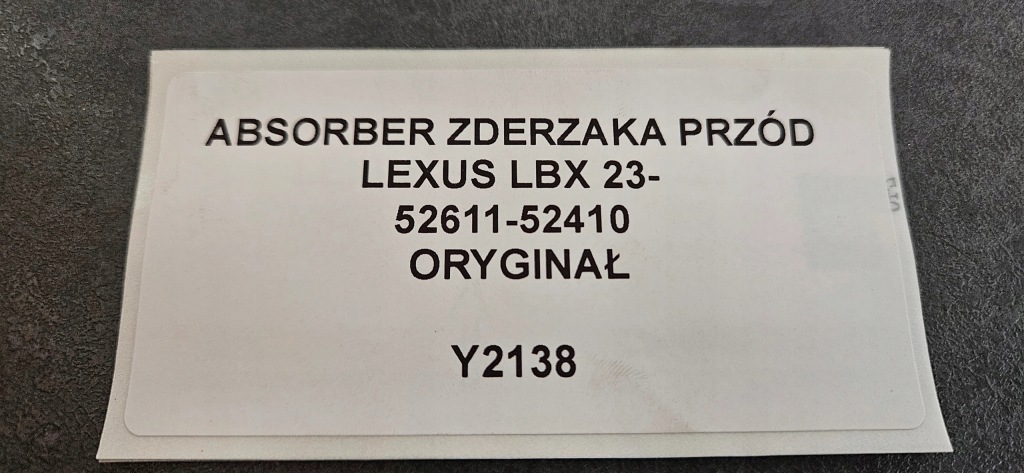 ABSORBER ZDERZAKA PRZÓD
LEXUS LBX 23-
52611-52410
ORYGINAŁ
Y2138